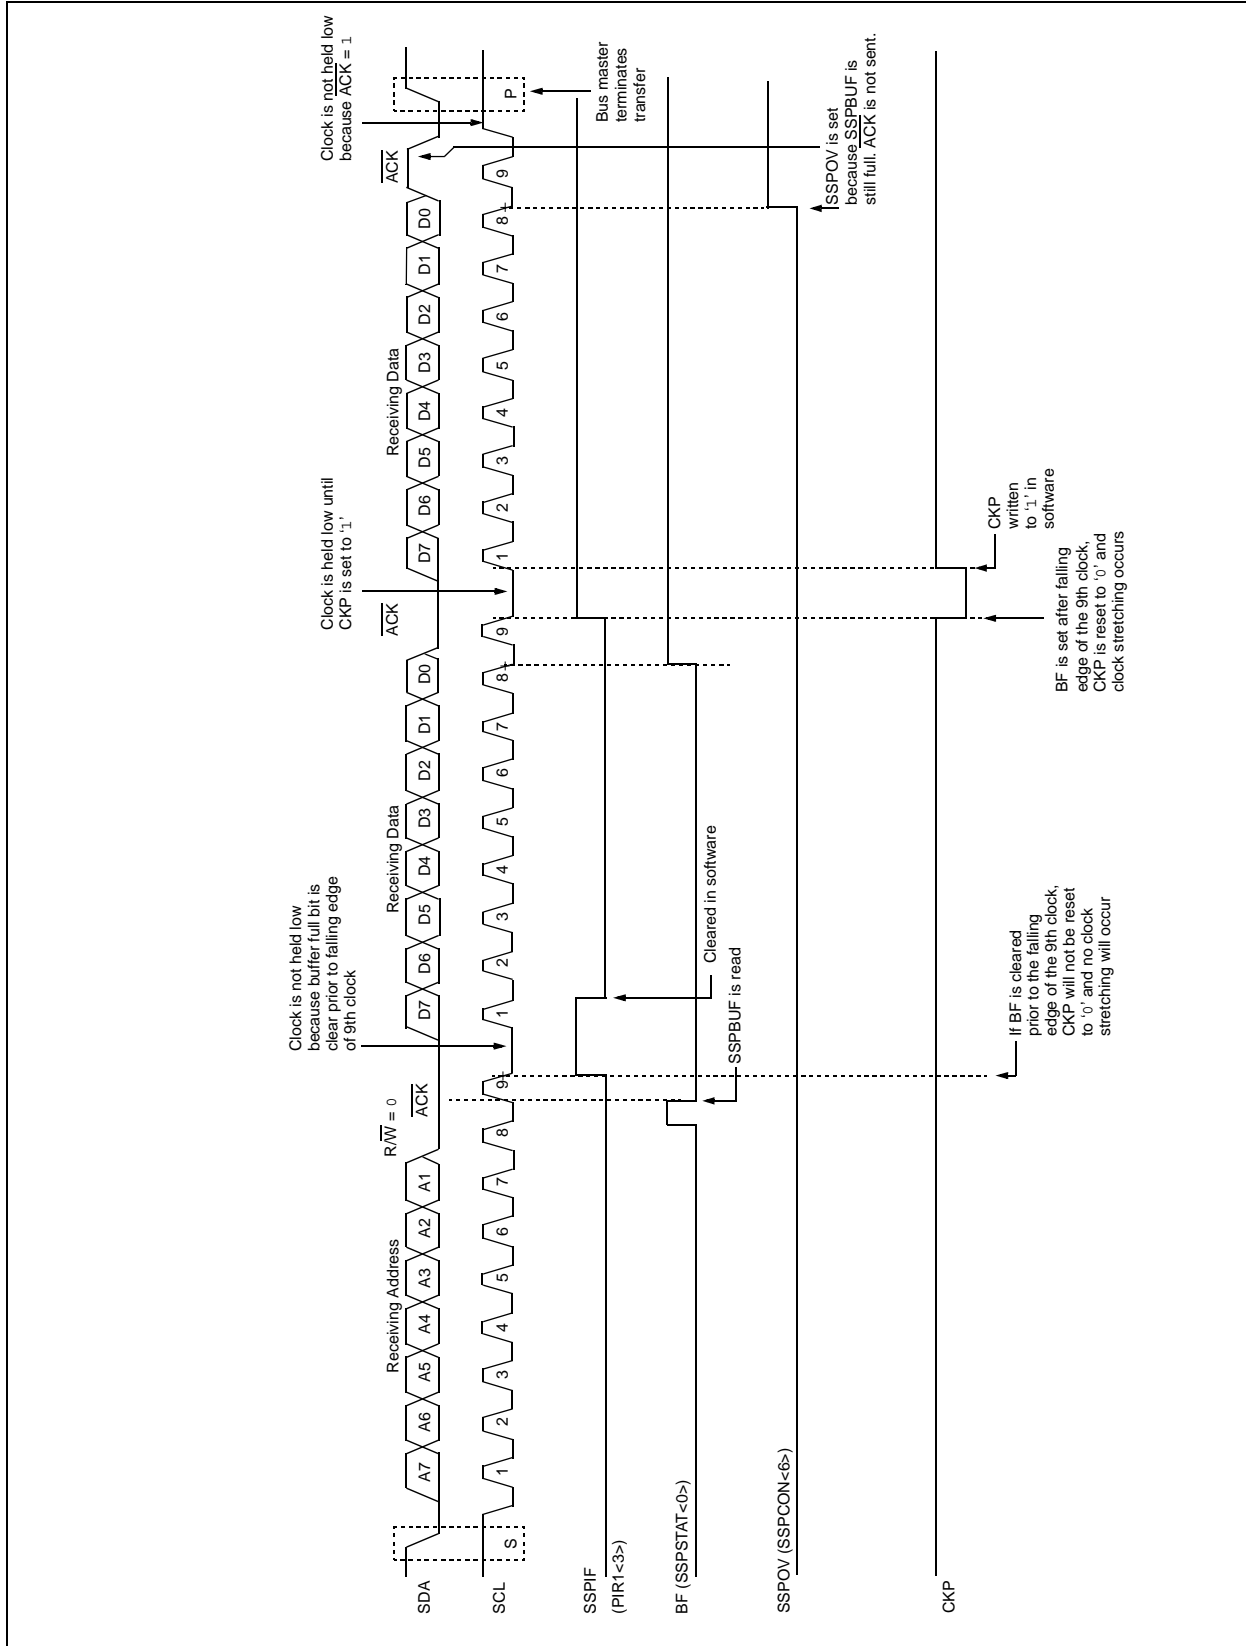 Clock is not held low
because ACK = 1
Clock is held low until
CKP is set to ‘1’
Clock is not held low
because buffer full bit is
clear prior to falling edge
of 9th clock
Receiving Address
R/W = 0
ACK
Receiving Data
ACK
Receiving Data
ACK
SDA
A7 A6 A5 A4 A3 A2 A1
D7 D6 D5 D4 D3 D2 D1 D0
D7 D6 D5 D4 D3 D2 D1 D0
SCL
S
1 2 3 4 5 6 7 8 9
1 2 3 4 5 6 7 8 9
1 2 3 4 5 6 7 8 9
P
SSPIF
(PIR1<3>)
Bus master
terminates
transfer
Cleared in software
BF (SSPSTAT<0>)
SSPBUF is read
SSPOV (SSPCON<6>)
SSPOV is set
because SSPBUF is
still full. ACK is not sent.
CKP
CKP
written
to ‘1’ in
software
If BF is cleared
prior to the falling
edge of the 9th clock,
CKP will not be reset
to ‘0’ and no clock
stretching will occur
BF is set after falling
edge of the 9th clock,
CKP is reset to ‘0’ and
clock stretching occurs